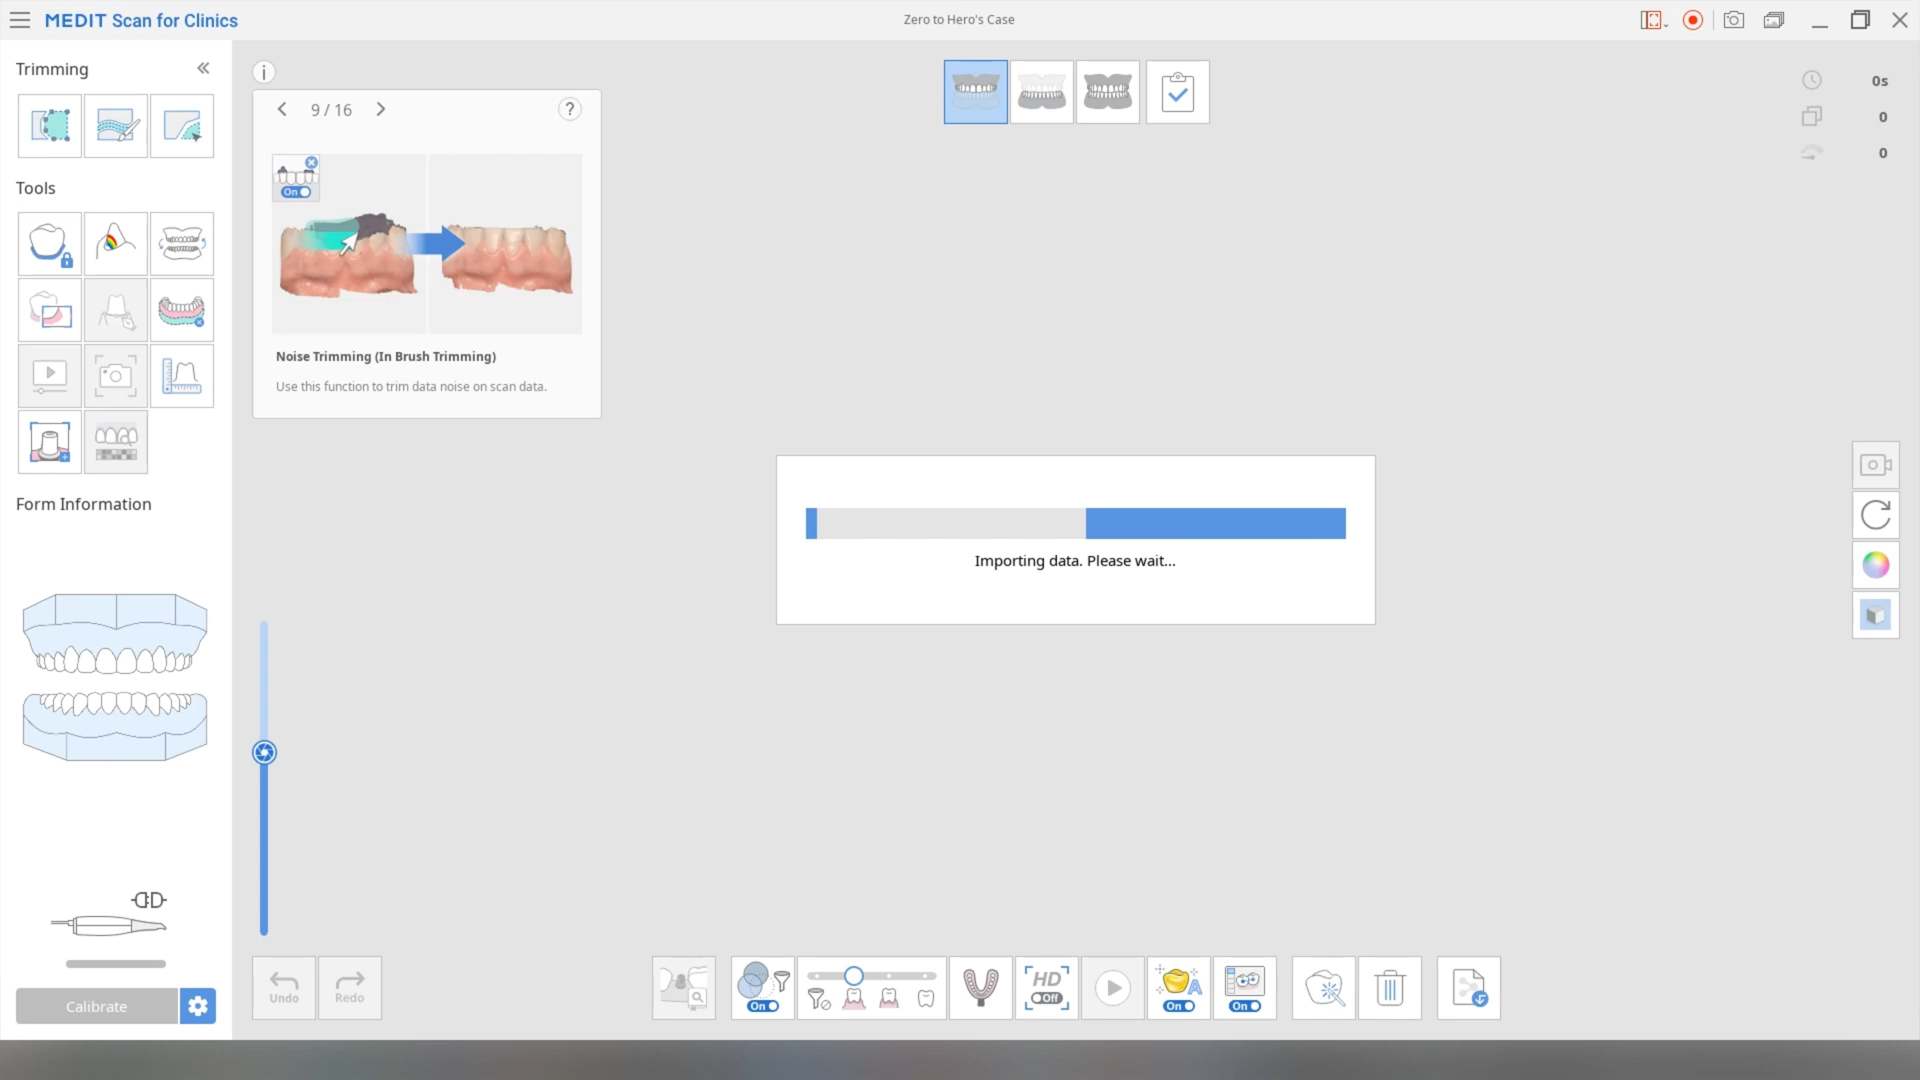 MEDIT Scan for Clinics
Zero to Hero's Case
Trimming
Tools
Form Information
Calibrate
i
9 / 16
?
On
Noise Trimming (In Brush Trimming)
Use this function to trim data noise on scan data.
0s
0
0
Importing data. Please wait...
Undo
Redo
On
HD
Off
A
On
On